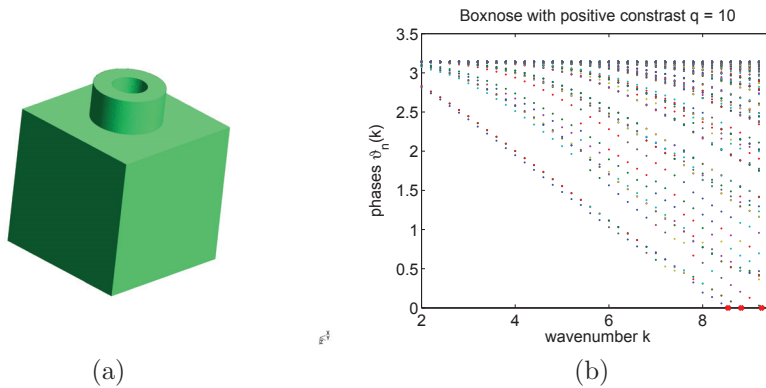 Boxnose with positive constrast q = 10
3.5
3
2.5
2
1.5
1
0.5
0
phases ϑn(k)
2 4 6 8
wavenumber k
(a) (b)